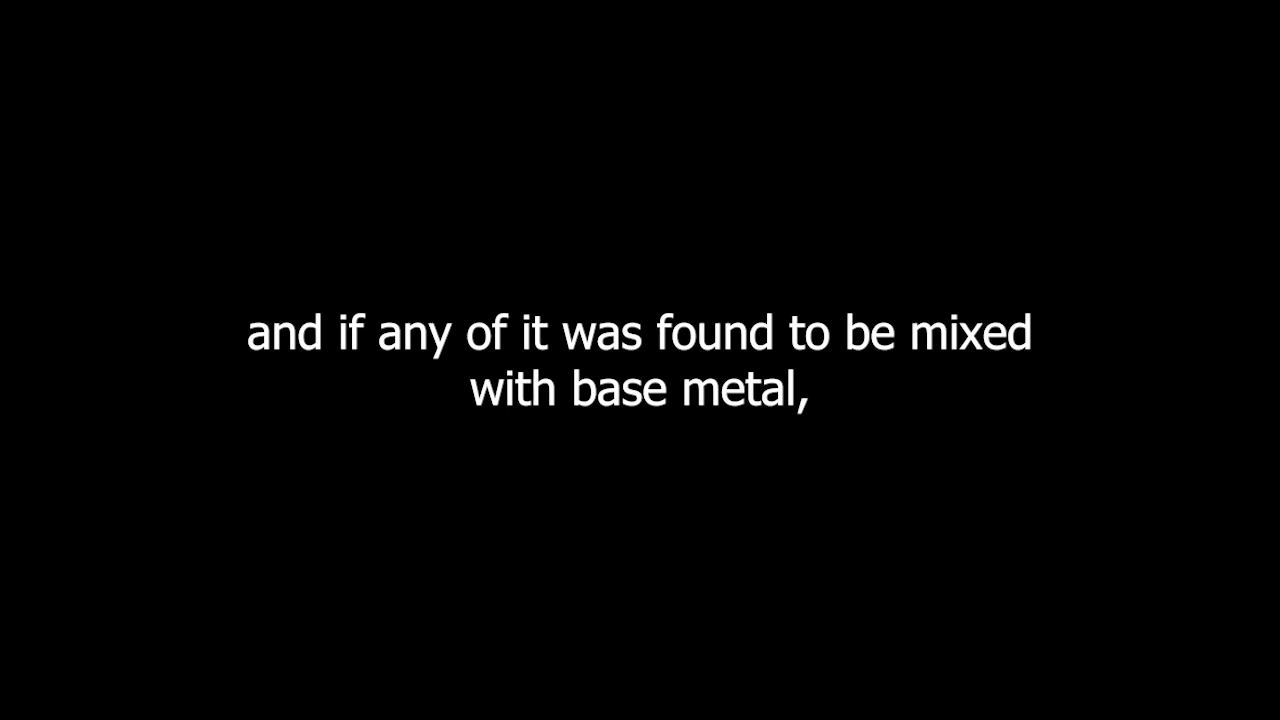 and if any of it was found to be mixed
with base metal,